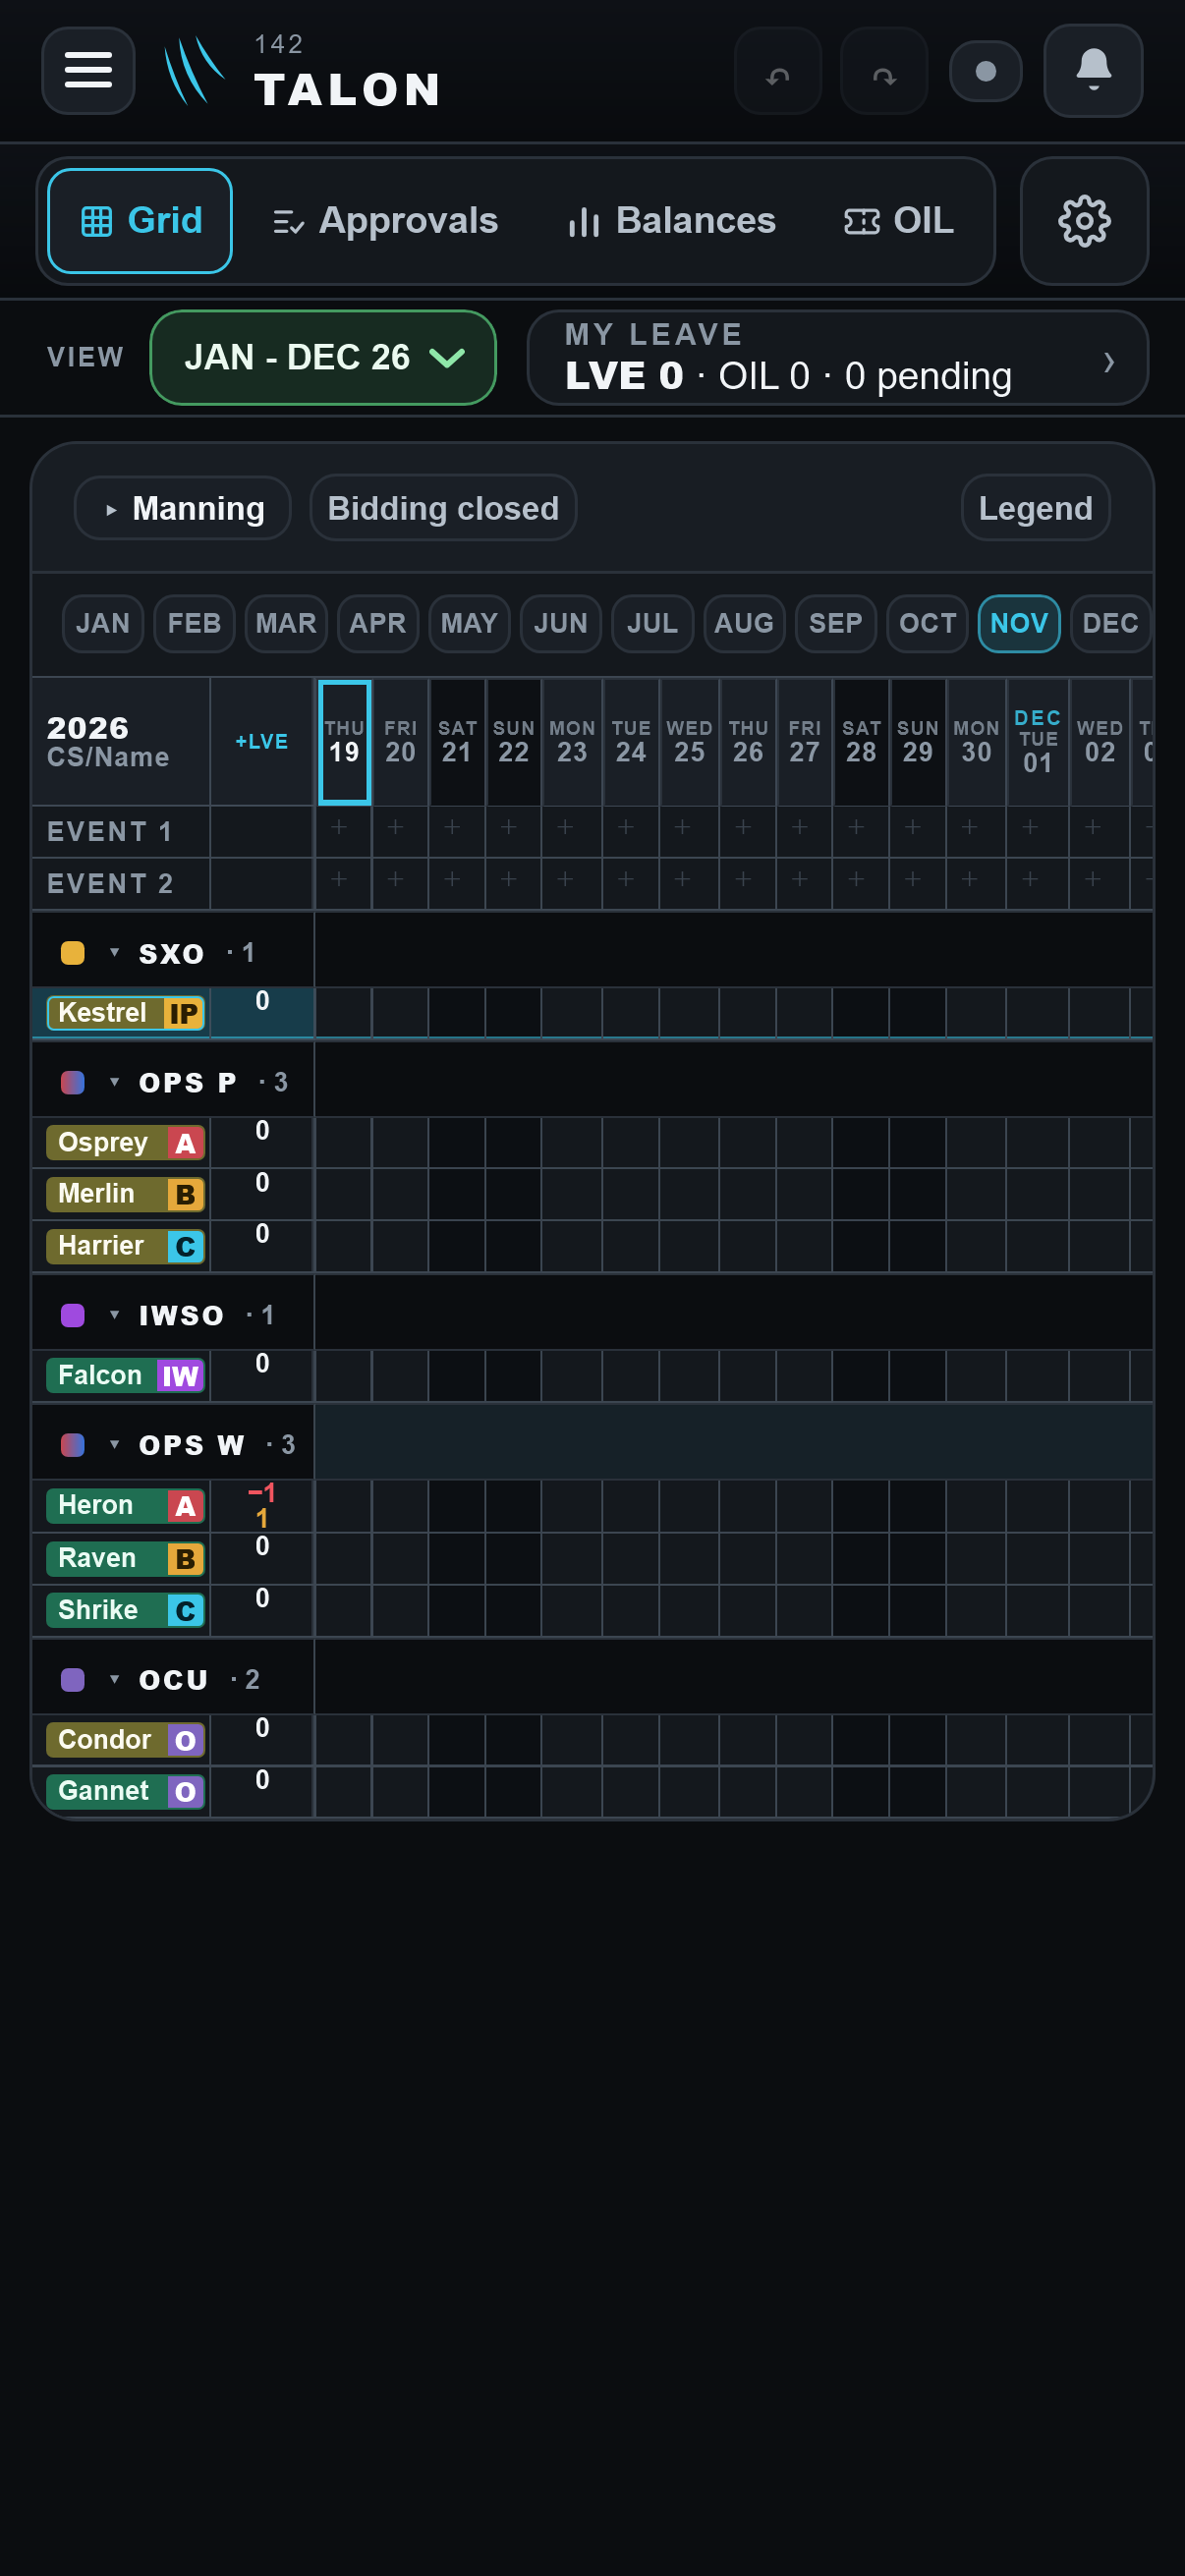 142
TALON
Grid Approvals Balances OIL
VIEW JAN - DEC 26
MY LEAVE
LVE 0 · OIL 0 · 0 pending
Manning Bidding closed Legend
JAN FEB MAR APR MAY JUN JUL AUG SEP OCT NOV DEC
2026
CS/Name
+LVE
THU 19 FRI 20 SAT 21 SUN 22 MON 23 TUE 24 WED 25 THU 26 FRI 27 SAT 28 SUN 29 MON 30 DEC TUE 01 WED 02
EVENT 1 + + + + + + + + + + + + + +
EVENT 2 + + + + + + + + + + + + + +
SXO · 1
Kestrel IP 0
OPS P · 3
Osprey A 0
Merlin B 0
Harrier C 0
IWSO · 1
Falcon IW 0
OPS W · 3
Heron A −1 1
Raven B 0
Shrike C 0
OCU · 2
Condor O 0
Gannet O 0